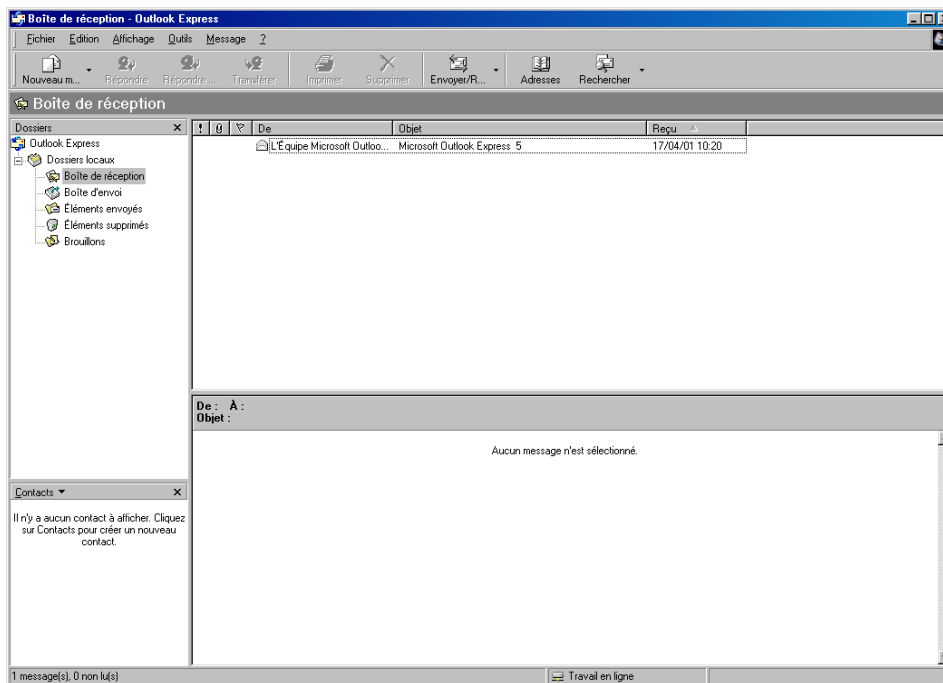 Boîte de réception - Outlook Express
Fichier Edition Affichage Outils Message ?
Nouveau m... Répondre Répondre ... Transférer Imprimer Supprimer Envoyer/R... Adresses Rechercher
Boîte de réception
Dossiers
Outlook Express
Dossiers locaux
Boîte de réception
Boîte d'envoi
Éléments envoyés
Éléments supprimés
Brouillons
! De Objet Reçu
L'Équipe Microsoft Outloo... Microsoft Outlook Express 5 17/04/01 10:20
De : À :
Objet :
Aucun message n'est sélectionné.
Contacts
Il n'y a aucun contact à afficher. Cliquez
sur Contacts pour créer un nouveau
contact.
1 message(s), 0 non lu(s) Travail en ligne